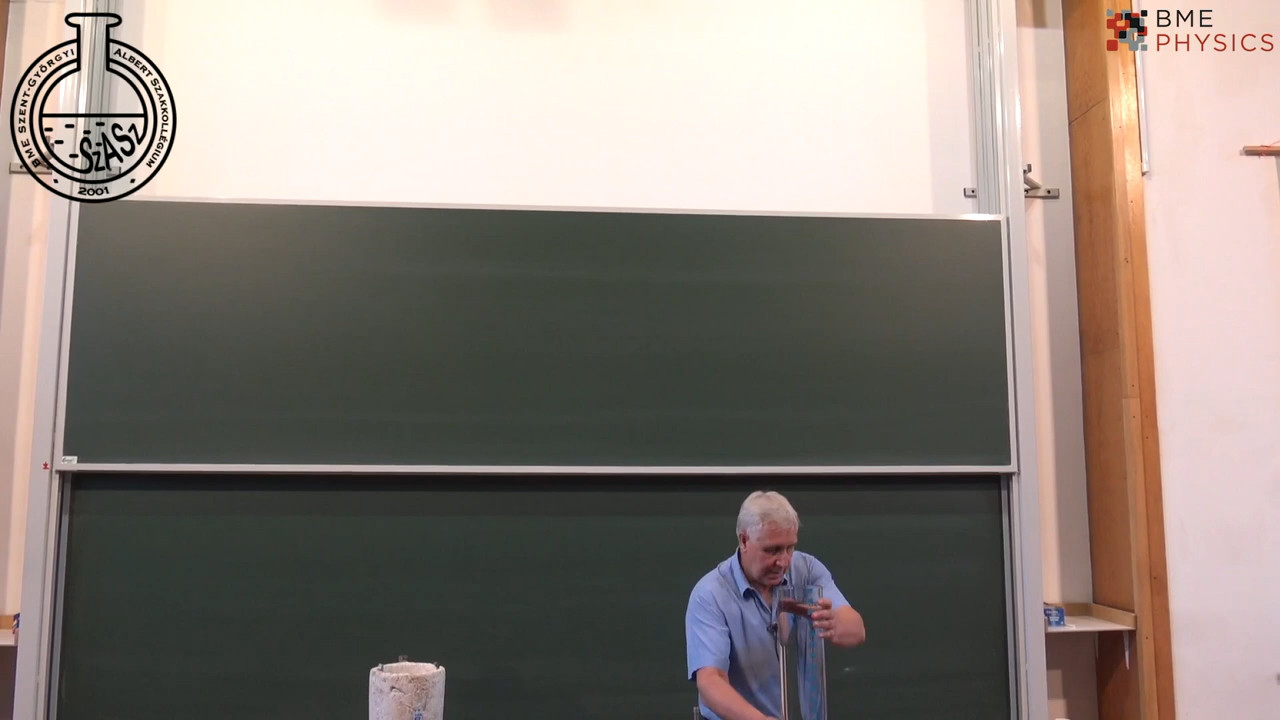 BME SZENT-GYÖRGYI ALBERT SZAKKOLLÉGIUM
SZASZ
2001
BME
PHYSICS